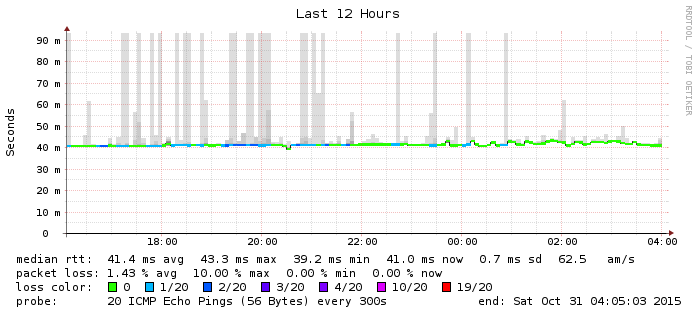 Last 12 Hours
RRDTOOL / TOBI OETIKER
Seconds
90 m
80 m
70 m
60 m
50 m
40 m
30 m
20 m
10 m
0
18:00 20:00 22:00 00:00 02:00 04:00
median rtt: 41.4 ms avg 43.3 ms max 39.2 ms min 41.0 ms now 0.7 ms sd 62.5 am/s
packet loss: 1.43 % avg 10.00 % max 0.00 % min 0.00 % now
loss color: 0 1/20 2/20 3/20 4/20 10/20 19/20
probe: 20 ICMP Echo Pings (56 Bytes) every 300s end: Sat Oct 31 04:05:03 2015